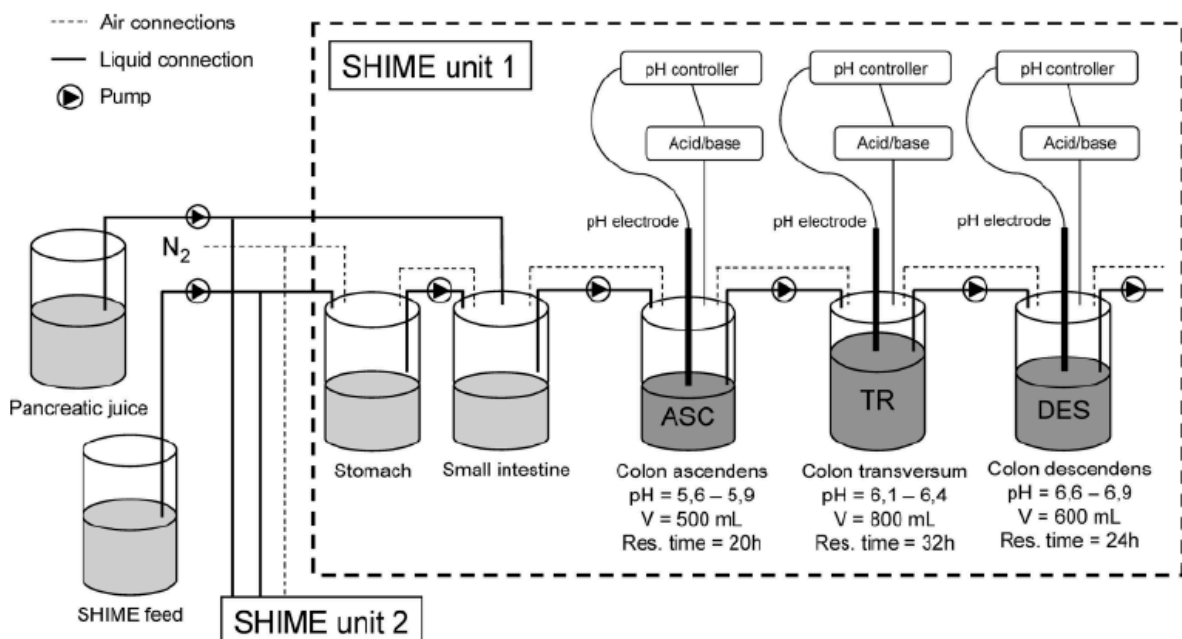 Air connections
Liquid connection
Pump
SHIME unit 1
pH controller
pH controller
pH controller
Acid/base
Acid/base
Acid/base
pH electrode
pH electrode
pH electrode
N2
Pancreatic juice
SHIME feed
Stomach
Small intestine
ASC
TR
DES
Colon ascendens
pH = 5,6 – 5,9
V = 500 mL
Res. time = 20h
Colon transversum
pH = 6,1 – 6,4
V = 800 mL
Res. time = 32h
Colon descendens
pH = 6,6 – 6,9
V = 600 mL
Res. time = 24h
SHIME unit 2